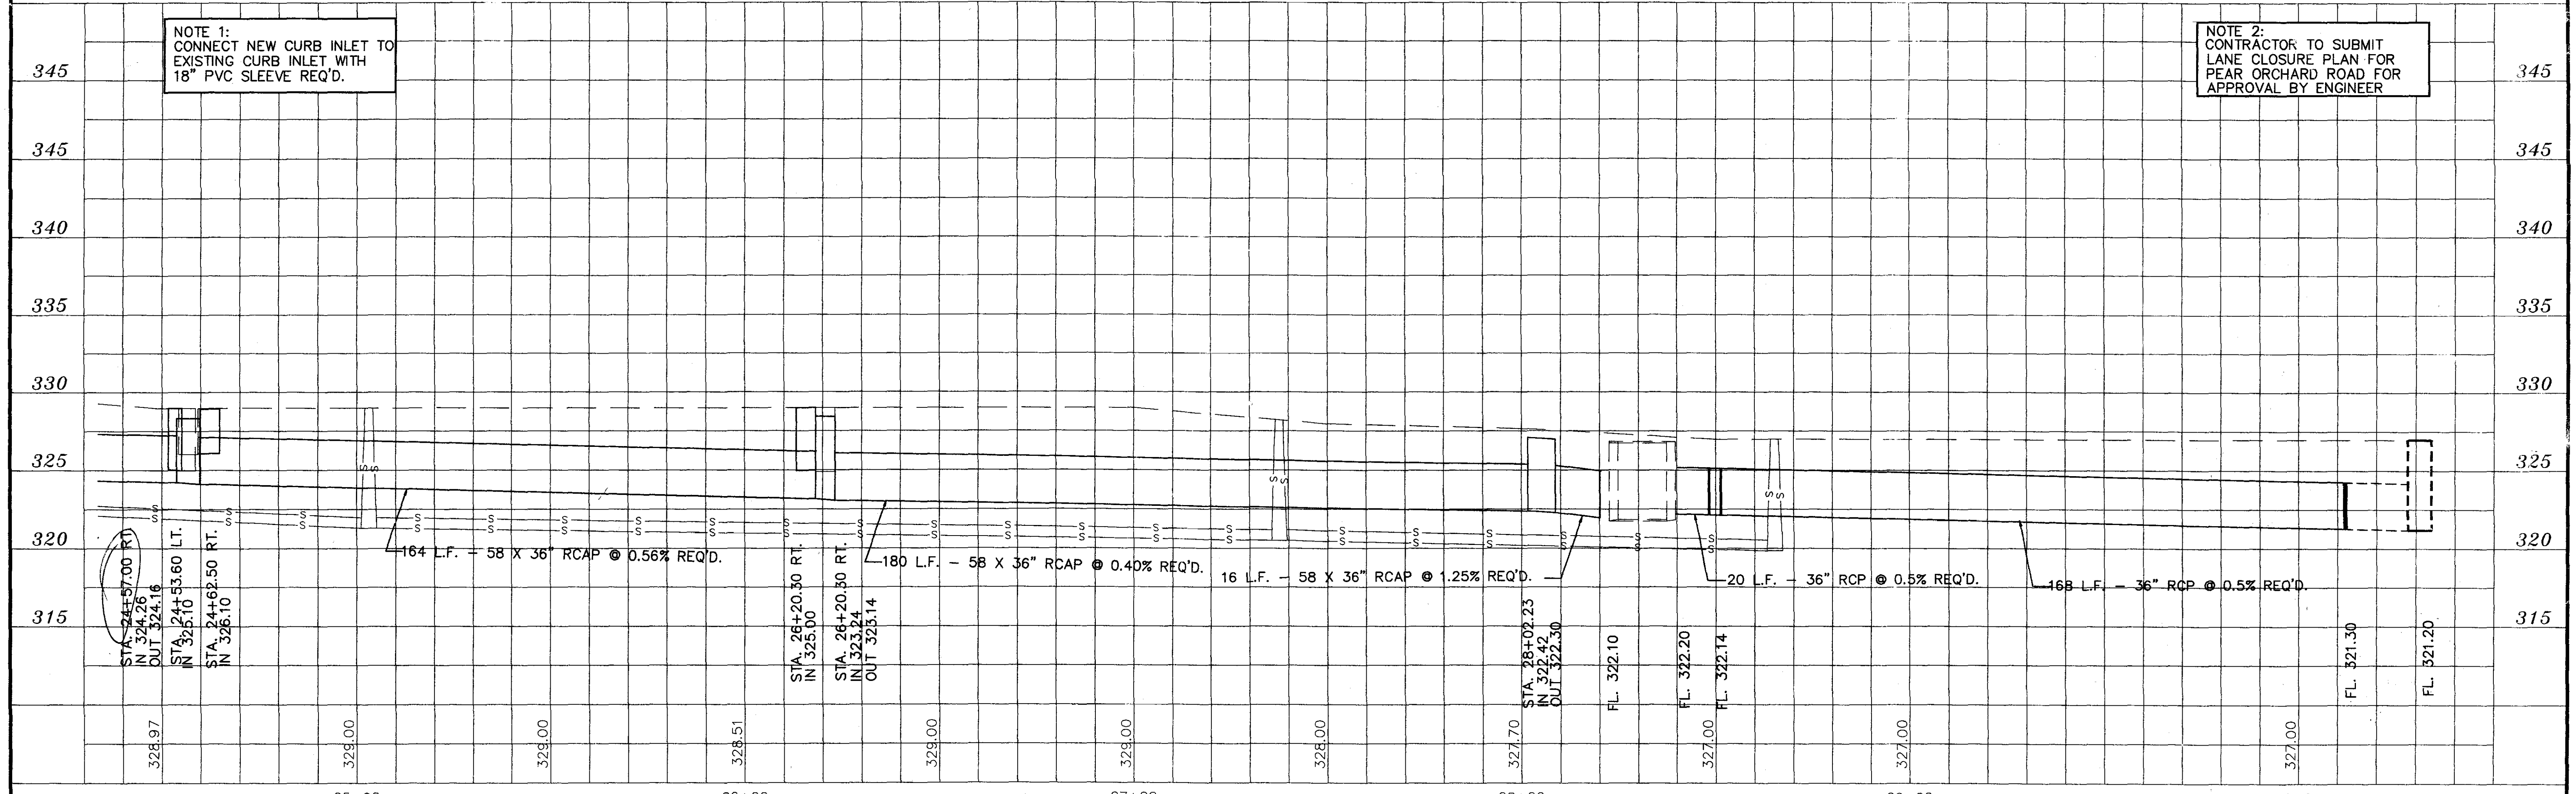 NOTE 1:
CONNECT NEW CURB INLET TO
EXISTING CURB INLET WITH
18" PVC SLEEVE REQ'D.
NOTE 2:
CONTRACTOR TO SUBMIT
LANE CLOSURE PLAN FOR
PEAR ORCHARD ROAD FOR
APPROVAL BY ENGINEER
345 345
345 345
340 340
335 335
330 330
325 325
320 320
315 315
164 L.F. - 58 X 36" RCAP @ 0.56% REQ'D.
180 L.F. - 58 X 36" RCAP @ 0.40% REQ'D.
16 L.F. - 58 X 36" RCAP @ 1.25% REQ'D.
20 L.F. - 36" RCP @ 0.5% REQ'D.
168 L.F. - 36" RCP @ 0.5% REQ'D.
STA. 24+57.00 RT.
IN 324.26
OUT 324.16
STA. 24+53.60 LT.
IN 325.10
STA. 24+62.50 RT.
IN 326.10
STA. 26+20.30 RT.
IN 325.00
STA. 26+20.30 RT.
IN 323.24
OUT 323.14
STA. 28+02.23
IN 322.42
OUT 322.30
FL. 322.10
FL. 322.20
FL. 322.14
FL. 321.30
FL. 321.20
328.97
329.00
329.00
328.51
329.00
329.00
328.00
327.70
327.00
327.00
327.00